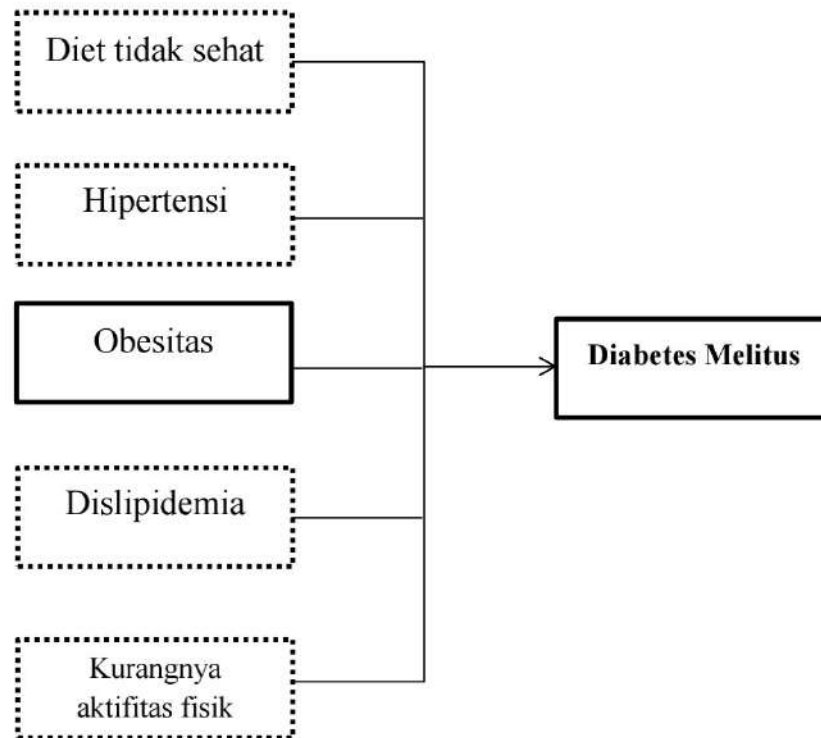 Diet tidak sehat
Hipertensi
Obesitas
Diabetes Melitus
Dislipidemia
Kurangnya
aktifitas fisik